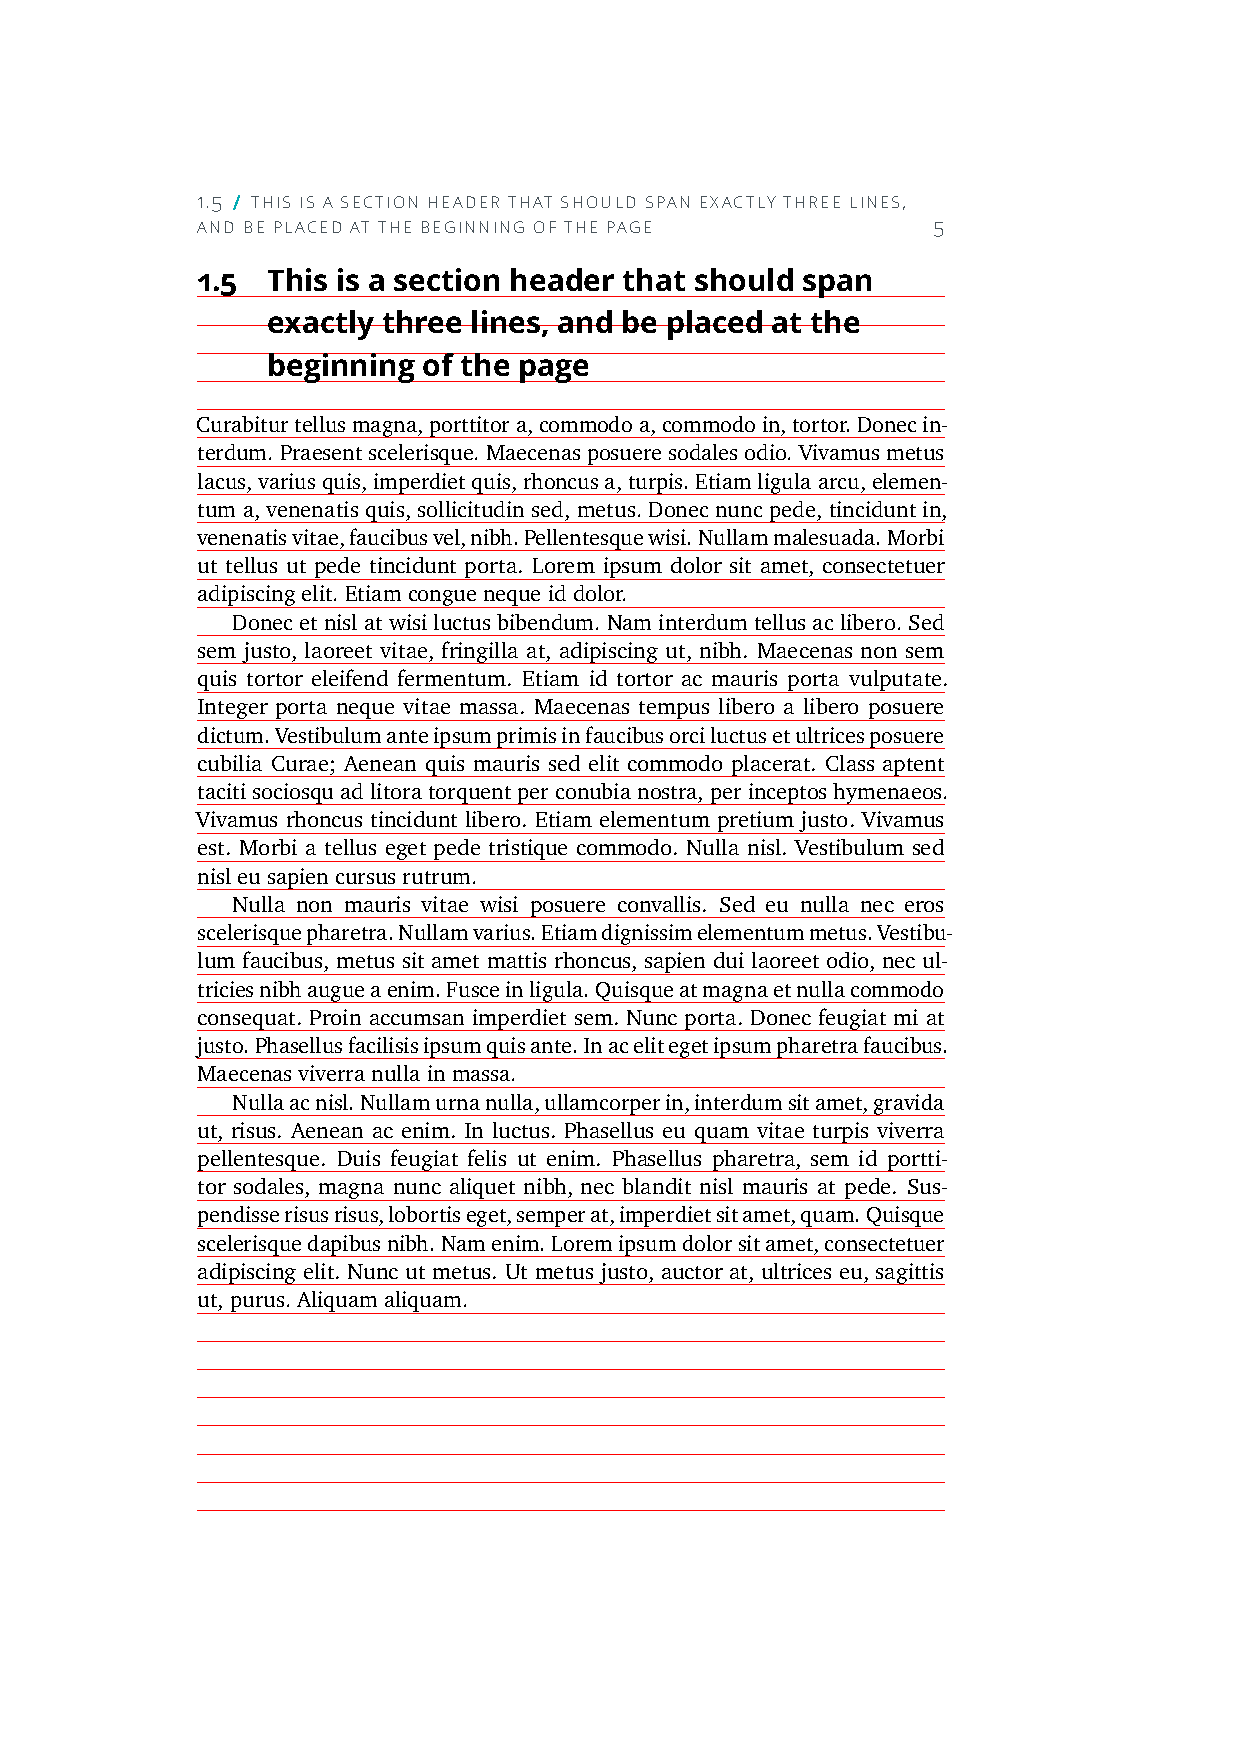 1.5 / THIS IS A SECTION HEADER THAT SHOULD SPAN EXACTLY THREE LINES,
AND BE PLACED AT THE BEGINNING OF THE PAGE 5
1.5 This is a section header that should span
exactly three lines, and be placed at the
beginning of the page
Curabitur tellus magna, porttitor a, commodo a, commodo in, tortor. Donec in-
terdum. Praesent scelerisque. Maecenas posuere sodales odio. Vivamus metus
lacus, varius quis, imperdiet quis, rhoncus a, turpis. Etiam ligula arcu, elemen-
tum a, venenatis quis, sollicitudin sed, metus. Donec nunc pede, tincidunt in,
venenatis vitae, faucibus vel, nibh. Pellentesque wisi. Nullam malesuada. Morbi
ut tellus ut pede tincidunt porta. Lorem ipsum dolor sit amet, consectetuer
adipiscing elit. Etiam congue neque id dolor.
Donec et nisl at wisi luctus bibendum. Nam interdum tellus ac libero. Sed
sem justo, laoreet vitae, fringilla at, adipiscing ut, nibh. Maecenas non sem
quis tortor eleifend fermentum. Etiam id tortor ac mauris porta vulputate.
Integer porta neque vitae massa. Maecenas tempus libero a libero posuere
dictum. Vestibulum ante ipsum primis in faucibus orci luctus et ultrices posuere
cubilia Curae; Aenean quis mauris sed elit commodo placerat. Class aptent
taciti sociosqu ad litora torquent per conubia nostra, per inceptos hymenaeos.
Vivamus rhoncus tincidunt libero. Etiam elementum pretium justo. Vivamus
est. Morbi a tellus eget pede tristique commodo. Nulla nisl. Vestibulum sed
nisl eu sapien cursus rutrum.
Nulla non mauris vitae wisi posuere convallis. Sed eu nulla nec eros
scelerisque pharetra. Nullam varius. Etiam dignissim elementum metus. Vestibu-
lum faucibus, metus sit amet mattis rhoncus, sapien dui laoreet odio, nec ul-
tricies nibh augue a enim. Fusce in ligula. Quisque at magna et nulla commodo
consequat. Proin accumsan imperdiet sem. Nunc porta. Donec feugiat mi at
justo. Phasellus facilisis ipsum quis ante. In ac elit eget ipsum pharetra faucibus.
Maecenas viverra nulla in massa.
Nulla ac nisl. Nullam urna nulla, ullamcorper in, interdum sit amet, gravida
ut, risus. Aenean ac enim. In luctus. Phasellus eu quam vitae turpis viverra
pellentesque. Duis feugiat felis ut enim. Phasellus pharetra, sem id portti-
tor sodales, magna nunc aliquet nibh, nec blandit nisl mauris at pede. Sus-
pendisse risus risus, lobortis eget, semper at, imperdiet sit amet, quam. Quisque
scelerisque dapibus nibh. Nam enim. Lorem ipsum dolor sit amet, consectetuer
adipiscing elit. Nunc ut metus. Ut metus justo, auctor at, ultrices eu, sagittis
ut, purus. Aliquam aliquam.